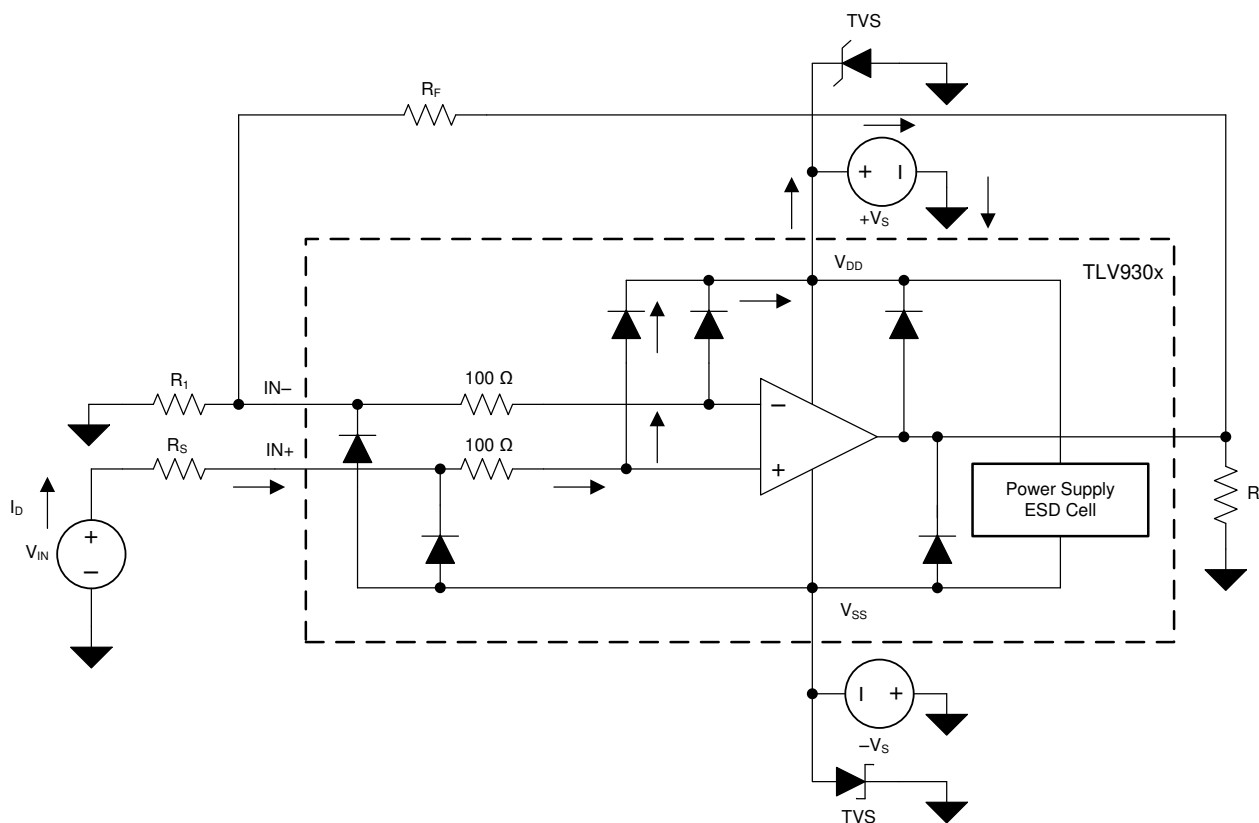 TVS
R_F
+ –
+V_S
V_DD
TLV930x
R_1
IN–
100 Ω
–
R_S
IN+
100 Ω
+
I_D
+
V_IN
–
Power Supply
ESD Cell
R
V_SS
– +
–V_S
TVS